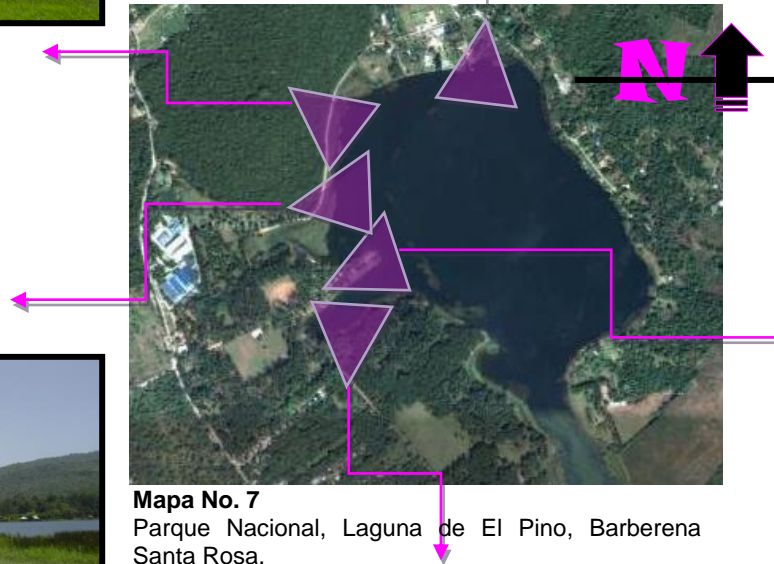 N
Mapa No. 7
Parque Nacional, Laguna de El Pino, Barberena
Santa Rosa.